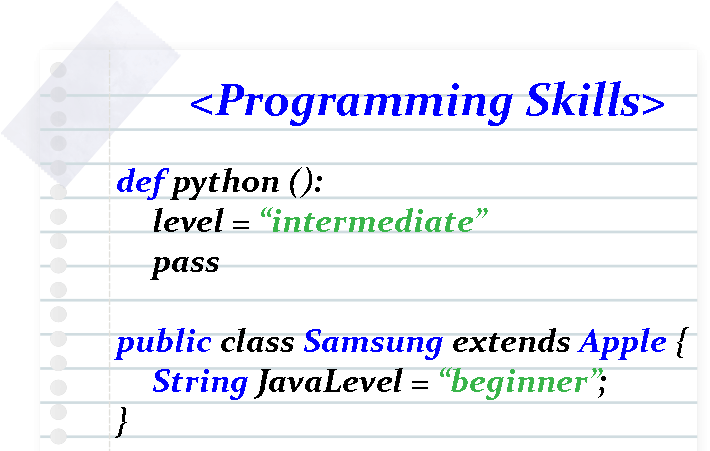 <Programming Skills>
def python ():
level = “intermediate”
pass
public class Samsung extends Apple {
String JavaLevel = “beginner”;
}